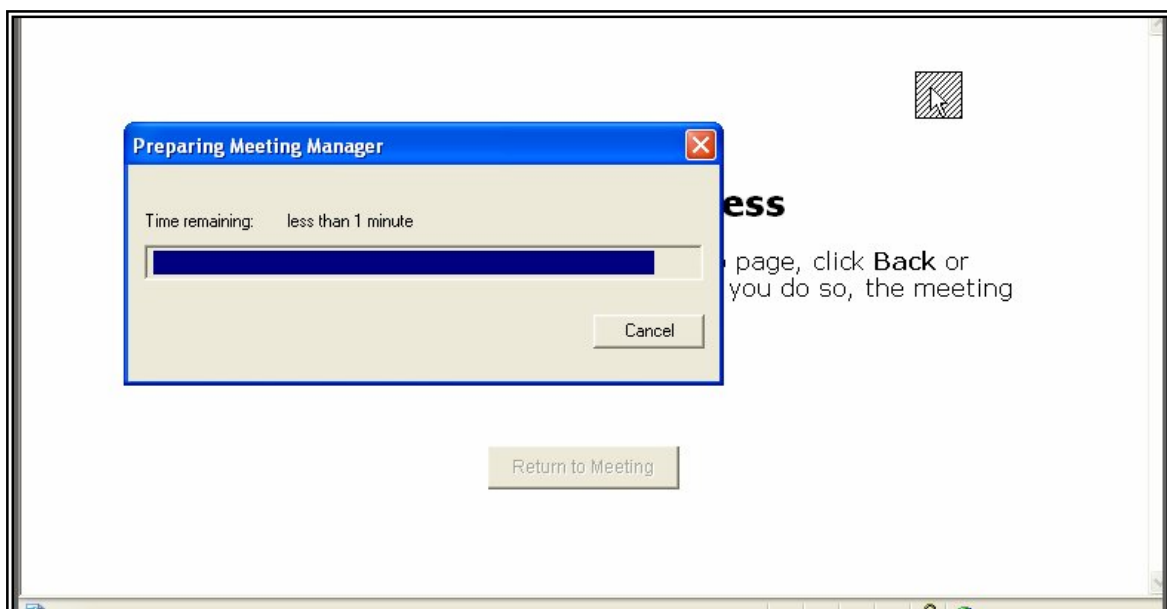 Preparing Meeting Manager
Time remaining: less than 1 minute
ess
page, click Back or
you do so, the meeting
Cancel
Return to Meeting